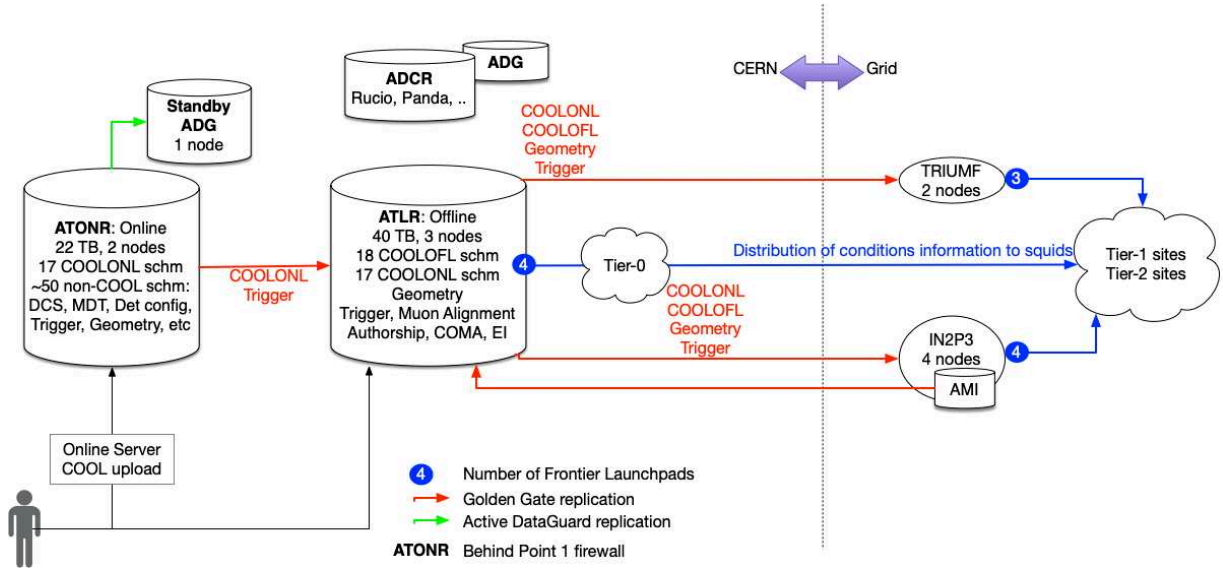 ADG
ADCR
Rucio, Panda, ..
CERN
Grid
Standby
ADG
1 node
COOLONL
COOLOFL
Geometry
Trigger
TRIUMF
2 nodes
3
ATONR: Online
22 TB, 2 nodes
17 COOLONL schm
~50 non-COOL schm:
DCS, MDT, Det config,
Trigger, Geometry, etc
COOLONL
Trigger
ATLR: Offline
40 TB, 3 nodes
18 COOLOFL schm
17 COOLONL schm
Geometry
Trigger, Muon Alignment
Authorship, COMA, EI
4
Tier-0
Distribution of conditions information to squids
Tier-1 sites
Tier-2 sites
COOLONL
COOLOFL
Geometry
Trigger
IN2P3
4 nodes
4
AMI
Online Server
COOL upload
4 Number of Frontier Launchpads
Golden Gate replication
Active DataGuard replication
ATONR Behind Point 1 firewall